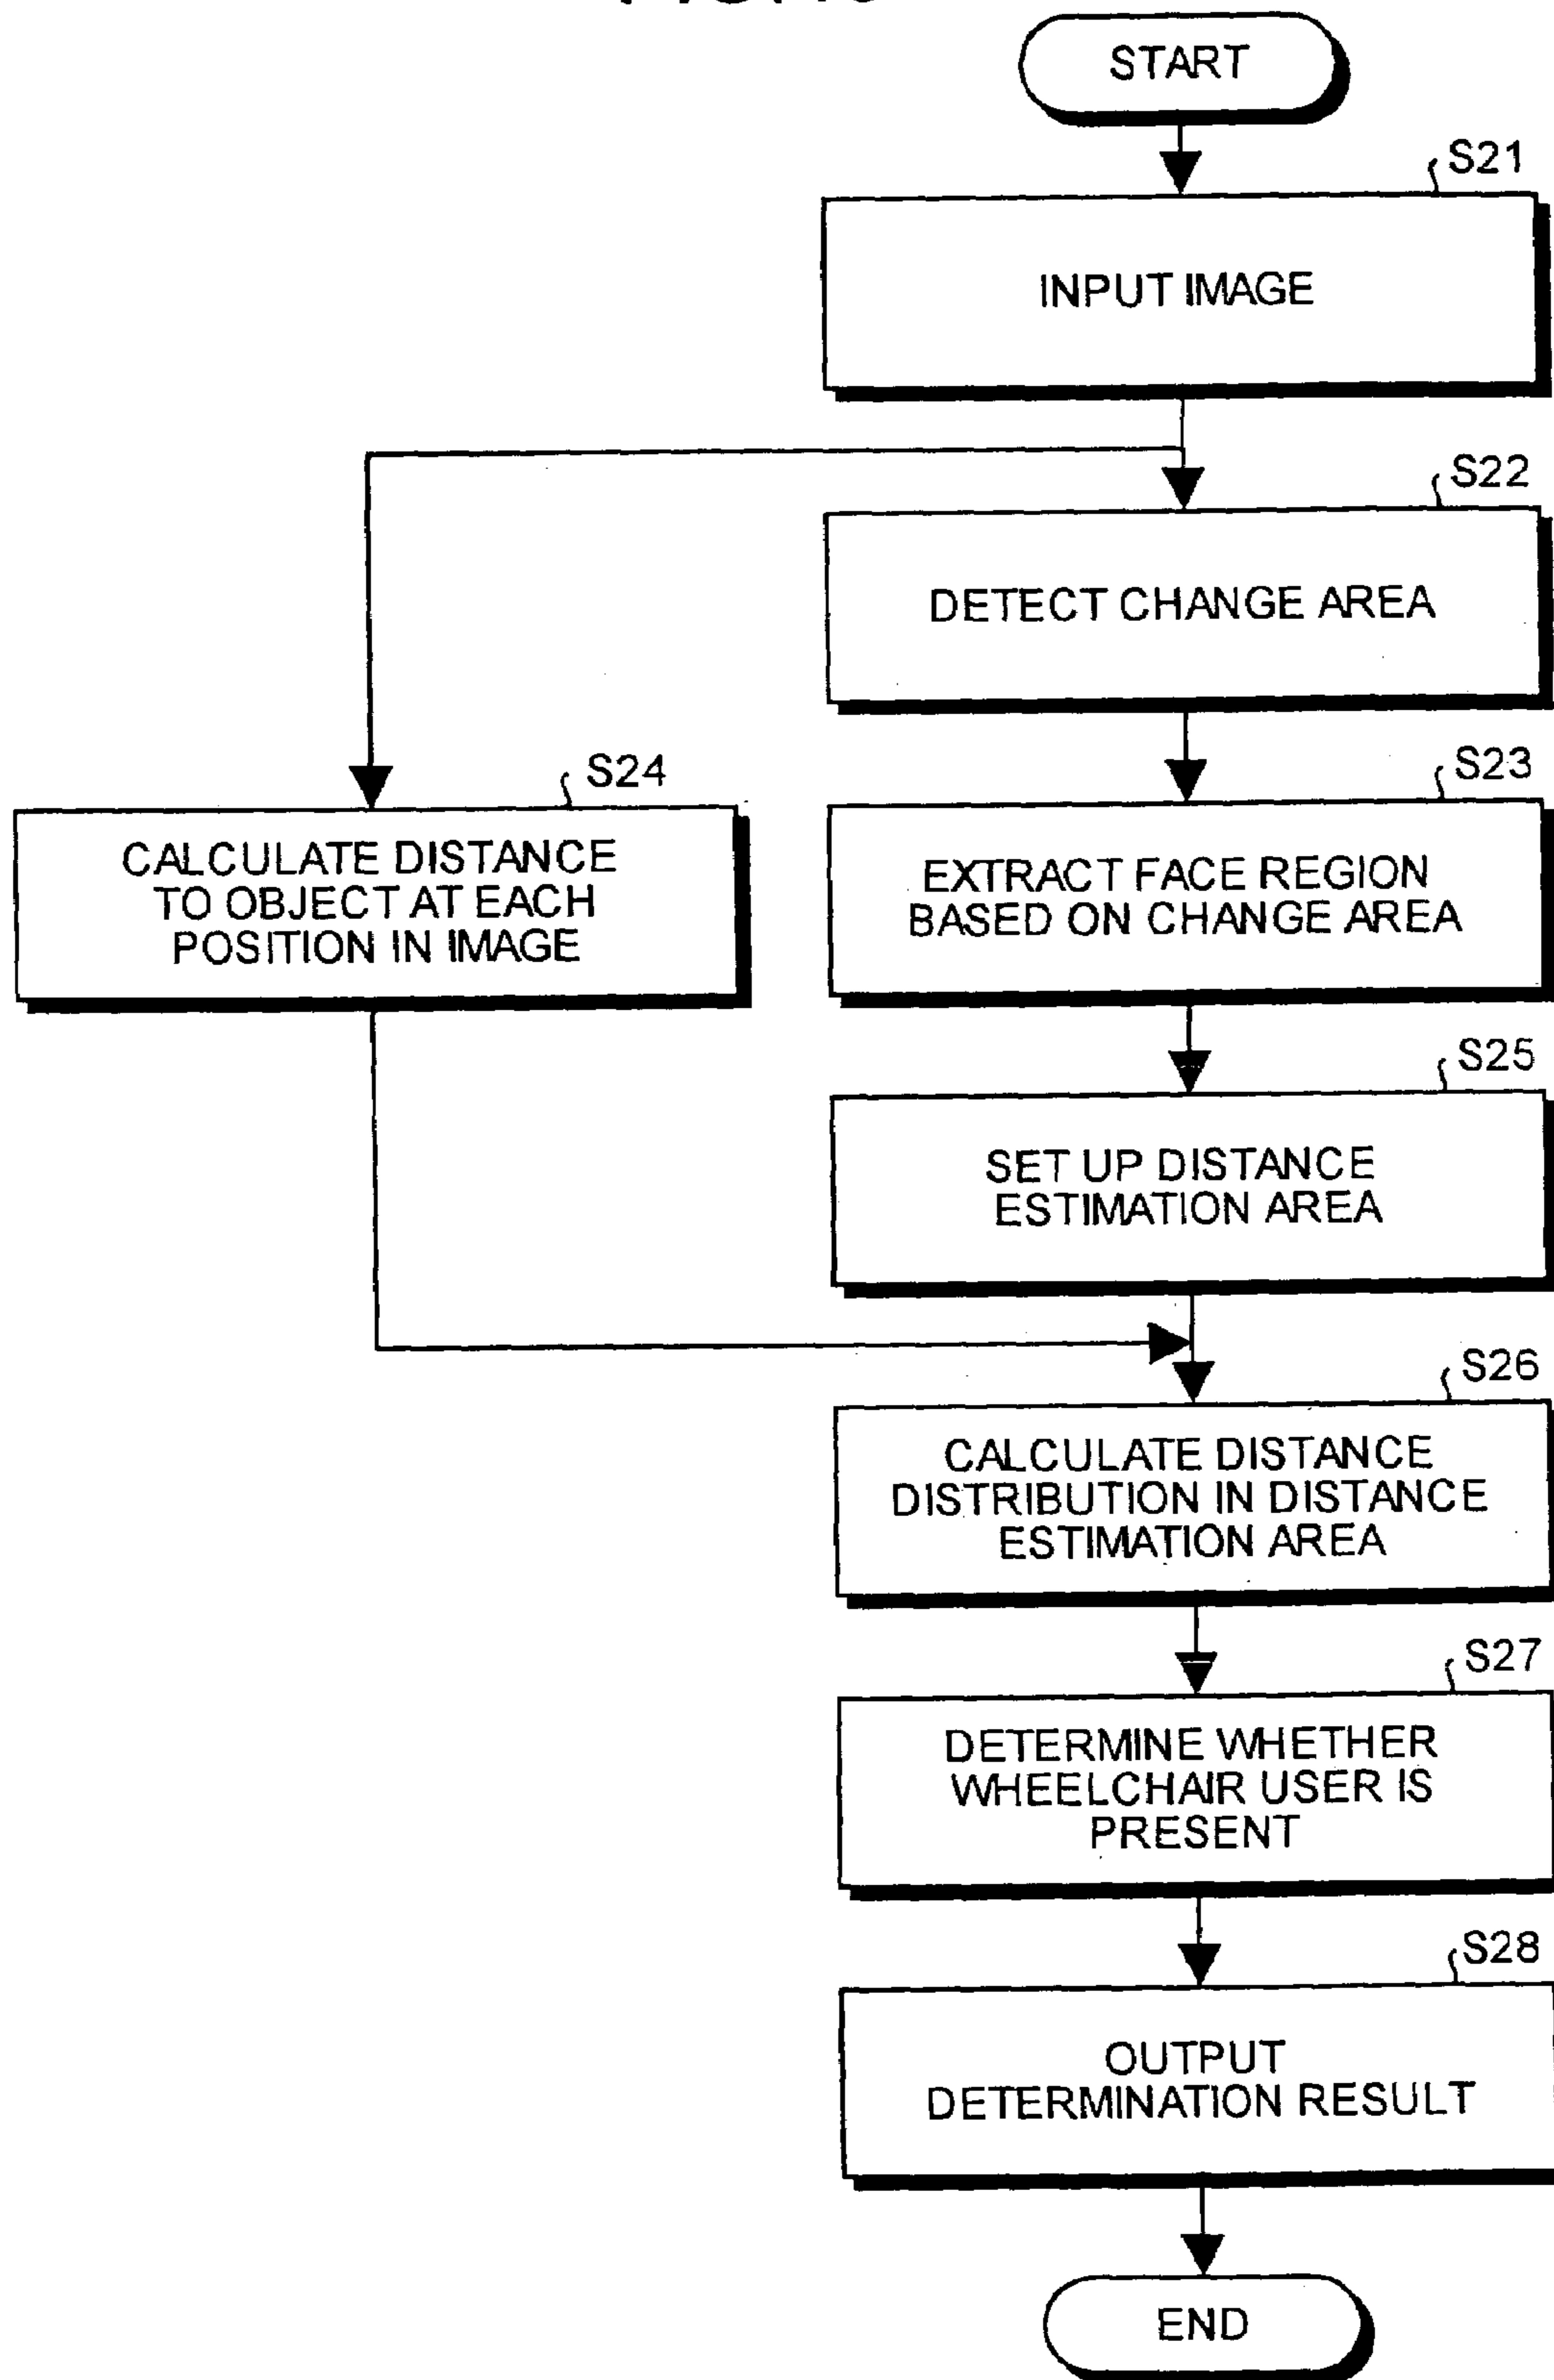 START
S21
INPUT IMAGE
S22
DETECT CHANGE AREA
S24
CALCULATE DISTANCE
TO OBJECT AT EACH
POSITION IN IMAGE
S23
EXTRACT FACE REGION
BASED ON CHANGE AREA
S25
SET UP DISTANCE
ESTIMATION AREA
S26
CALCULATE DISTANCE
DISTRIBUTION IN DISTANCE
ESTIMATION AREA
S27
DETERMINE WHETHER
WHEELCHAIR USER IS
PRESENT
S28
OUTPUT
DETERMINATION RESULT
END